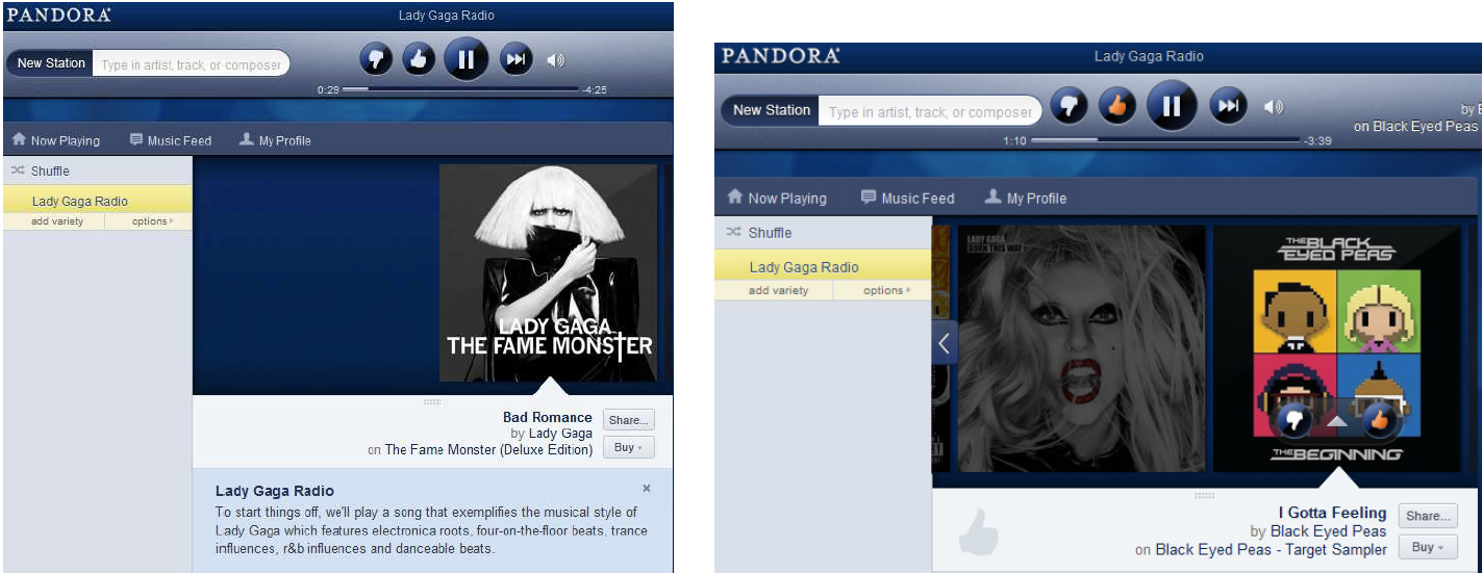 PANDORA
Lady Gaga Radio
New Station
Type in artist, track, or composer
0:29
-4:25
Now Playing
Music Feed
My Profile
Shuffle
Lady Gaga Radio
add variety
options
LADY GAGA
THE FAME MONSTER
Bad Romance
Share...
by Lady Gaga
on The Fame Monster (Deluxe Edition)
Buy
Lady Gaga Radio
To start things off, we'll play a song that exemplifies the musical style of
Lady Gaga which features electronica roots, four-on-the-floor beats, trance
influences, r&b influences and danceable beats.
PANDORA
Lady Gaga Radio
New Station
Type in artist, track, or composer
by
on Black Eyed Peas
1:10
-3:39
Now Playing
Music Feed
My Profile
Shuffle
Lady Gaga Radio
add variety
options
LADY GAGA
BORN THIS WAY
THE BLACK
EYED PEAS
THE BEGINNING
I Gotta Feeling
Share...
by Black Eyed Peas
on Black Eyed Peas - Target Sampler
Buy